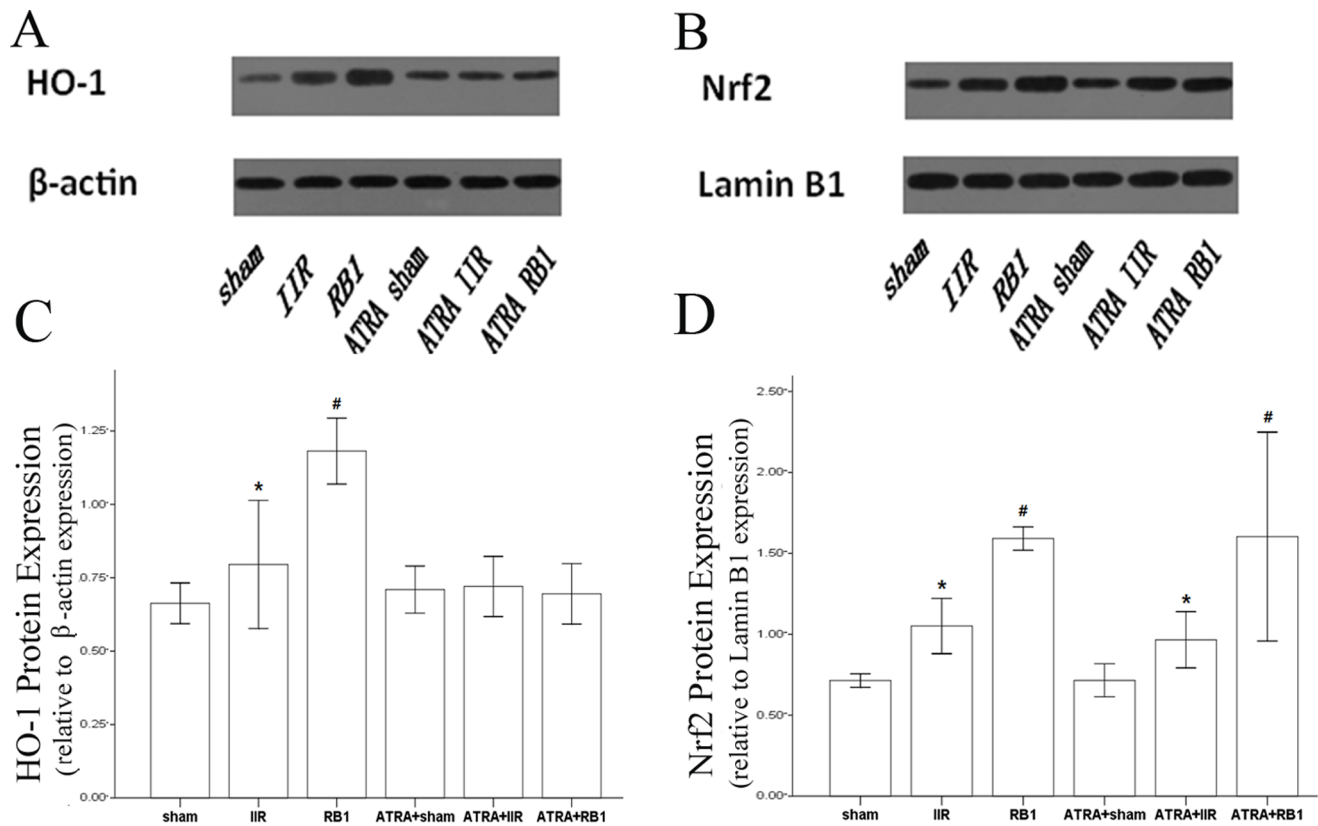 A
HO-1
β-actin
sham
IIR
RB1
ATRA sham
ATRA IIR
ATRA RB1
B
Nrf2
Lamin B1
sham
IIR
RB1
ATRA sham
ATRA IIR
ATRA RB1
C
HO-1 Protein Expression
(relative to β-actin expression)
1.25
1.00
0.75
0.50
0.25
0.00
*
#
sham
IIR
RB1
ATRA+sham
ATRA+IIR
ATRA+RB1
D
Nrf2 Protein Expression
(relative to Lamin B1 expression)
2.50
2.00
1.50
1.00
0.50
0.00
*
#
*
#
sham
IIR
RB1
ATRA+sham
ATRA+IIR
ATRA+RB1